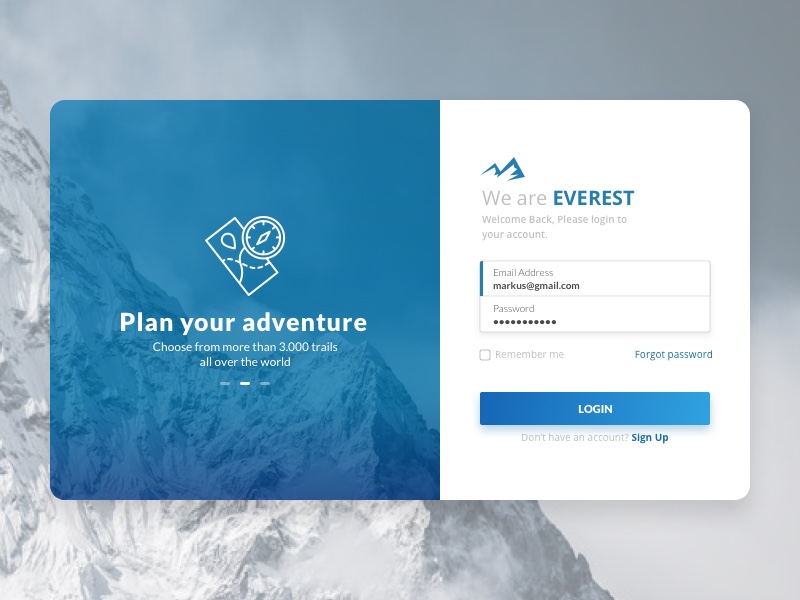 Plan your adventure
Choose from more than 3.000 trails
all over the world
We are EVEREST
Welcome Back, Please login to
your account.
Email Address
markus@gmail.com
Password
●●●●●●●●●●●
Remember me
Forgot password
LOGIN
Don't have an account? Sign Up